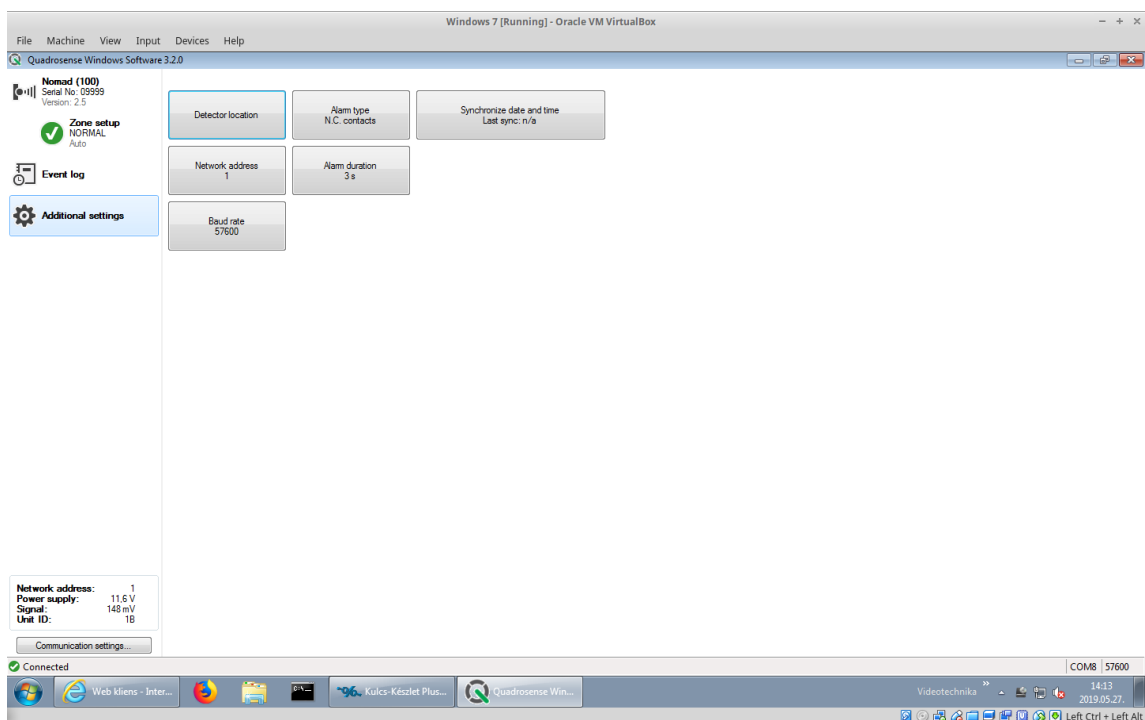 Windows 7 [Running] - Oracle VM VirtualBox
File Machine View Input Devices Help
Quadrosense Windows Software 3.2.0
Nomad (100)
Serial No: 09999
Version: 2.5
Zone setup
NORMAL
Auto
Event log
Additional settings
Detector location
Alarm type
N.C. contacts
Synchronize date and time
Last sync: n/a
Network address
1
Alarm duration
3 s
Baud rate
57600
Network address: 1
Power supply: 11,6 V
Signal: 148 mV
Unit ID: 1B
Communication settings...
Connected
COM8 57600
Web kliens - Inter...
Kulcs-Készlet Plus...
Quadrosense Win...
Videotechnika
14:13
2019.05.27.
Left Ctrl + Left Alt